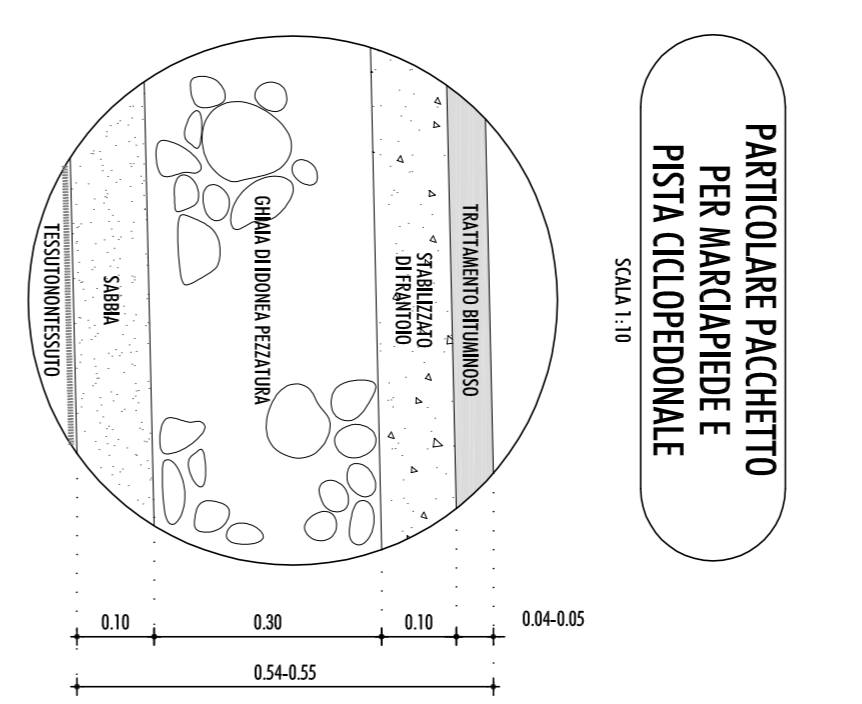 PARTICOLARE PACCHETTO
PER MARCIAPIEDE E
PISTA CICLOPEDONALE
SCALA 1:10
TRATTAMENTO BITUMINOSO
STABILIZZATO
DI FRANTOIO
GHIAIA DI IDONEA PEZZATURA
SABBIA
TESSUTONONTESSUTO
0.10
0.30
0.10
0.04-0.05
0.54-0.55